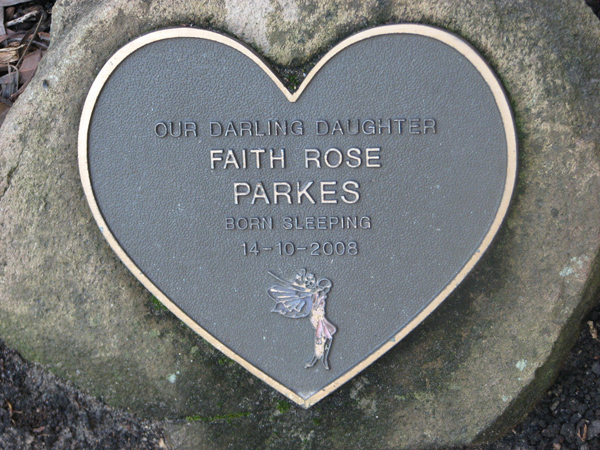 OUR DARLING DAUGHTER
FAITH ROSE
PARKES
BORN SLEEPING
14-10-2008